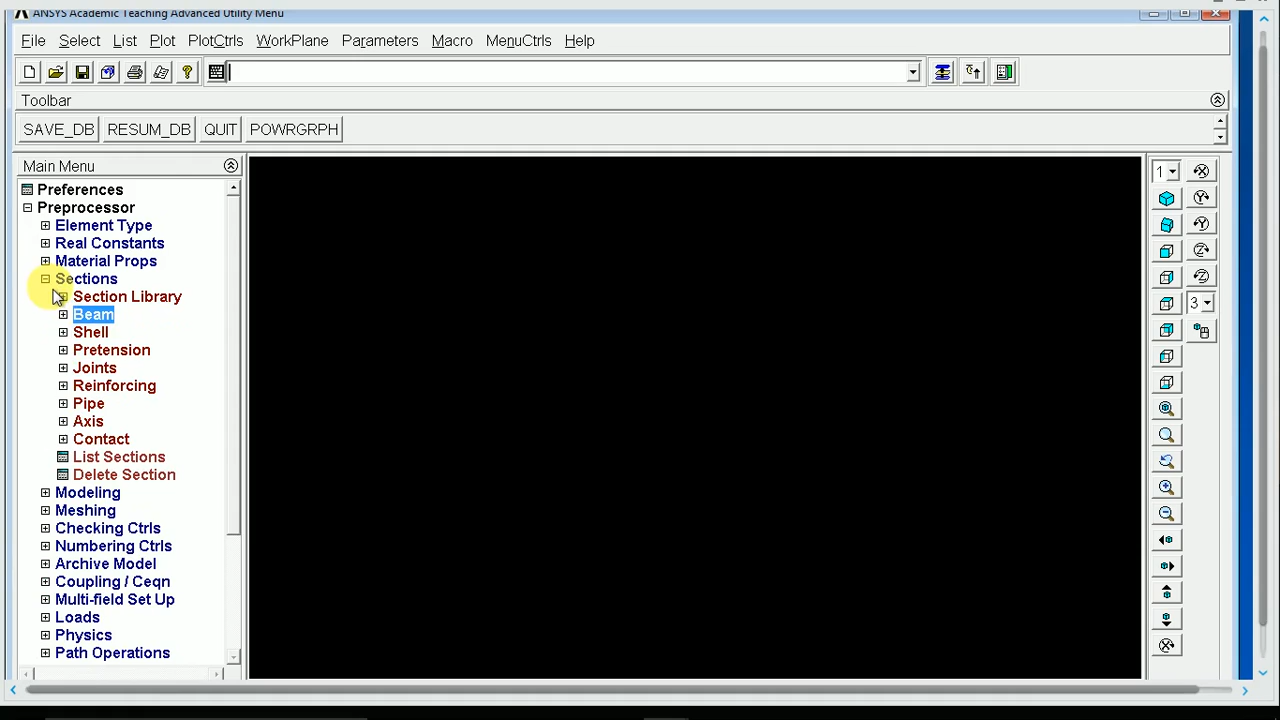 ANSYS Academic Teaching Advanced Utility Menu
File Select List Plot PlotCtrls WorkPlane Parameters Macro MenuCtrls Help
Toolbar
SAVE_DB RESUM_DB QUIT POWRGRPH
Main Menu
Preferences
Preprocessor
Element Type
Real Constants
Material Props
Sections
Section Library
Beam
Shell
Pretension
Joints
Reinforcing
Pipe
Axis
Contact
List Sections
Delete Section
Modeling
Meshing
Checking Ctrls
Numbering Ctrls
Archive Model
Coupling / Ceqn
Multi-field Set Up
Loads
Physics
Path Operations
1
3